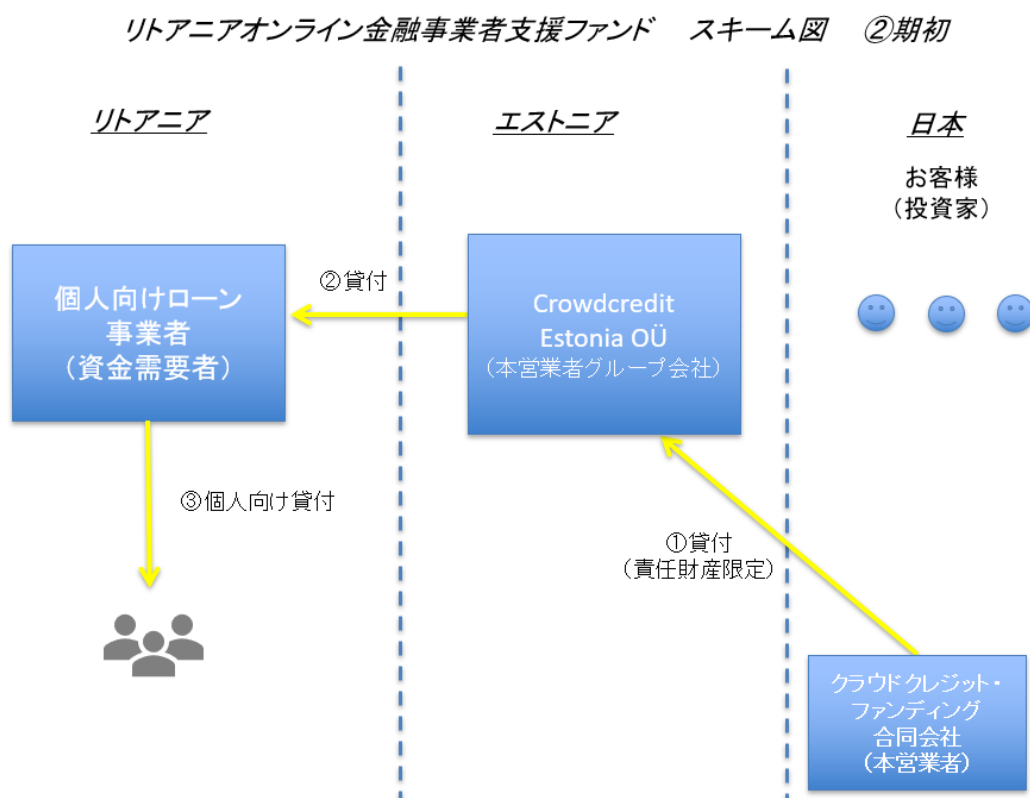 リトアニアオンライン金融事業者支援ファンド　スキーム図　②期初
リトアニア
エストニア
日本
お客様
（投資家）
個人向けローン
事業者
（資金需要者）
②貸付
Crowdcredit
Estonia OÜ
（本営業者グループ会社）
③個人向け貸付
①貸付
（責任財産限定）
クラウドクレジット・
ファンディング
合同会社
（本営業者）